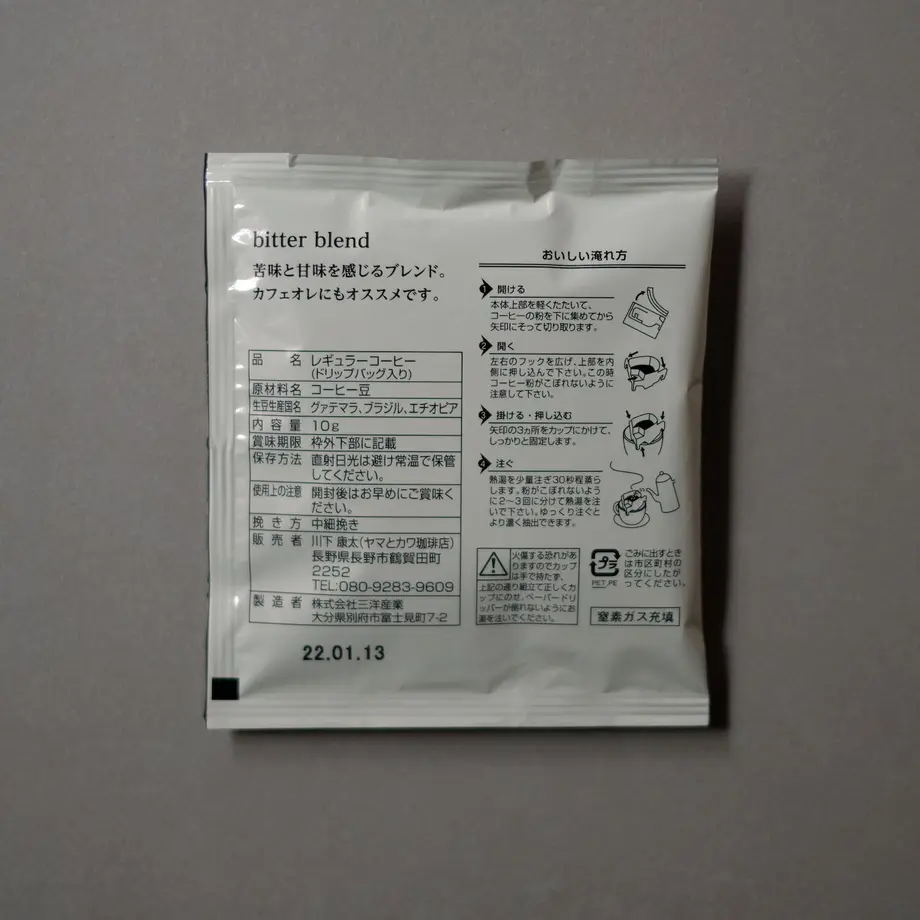 bitter blend
苦味と甘味を感じるブレンド。
カフェオレにもオススメです。
品名 レギュラーコーヒー
(ドリップバッグ入り)
原材料名 コーヒー豆
生豆生産国名 グァテマラ、ブラジル、エチオピア
内容量 10g
賞味期限 枠外下部に記載
保存方法 直射日光は避け常温で保管
してください。
使用上の注意 開封後はお早めにご賞味く
ださい。
挽き方 中細挽き
販売者 川下 康太(ヤマとカワ珈琲店)
長野県長野市鶴賀田町
2252
TEL:080-9283-9609
製造者 株式会社三洋産業
大分県別府市富士見町7-2
22.01.13
おいしい淹れ方
1 開ける
本体上部を軽くたたいて、
コーヒーの粉を下に集めてから
矢印にそって切り取ります。
2 開く
左右のフックを広げ、上部を内
側に押し込んで下さい。この時
コーヒー粉がこぼれないように
注意して下さい。
3 掛ける・押し込む
矢印の3ヵ所をカップにかけて、
しっかりと固定します。
4 注ぐ
熱湯を少量注ぎ30秒程蒸ら
します。粉がこぼれないよう
に2〜3回に分けて熱湯を注
いで下さい。ゆっくり注ぐと
より濃く抽出できます。
火傷する恐れがあ
りますのでカップ
は手で持たず、
上記の通り組立て正しくカ
ップにのせ、ペーパードリ
ッパーが倒れないようにお
湯を注いでください。
プラ
PET,PE
ごみに出すとき
は市区町村の
区分にしたが
ってください。
窒素ガス充填